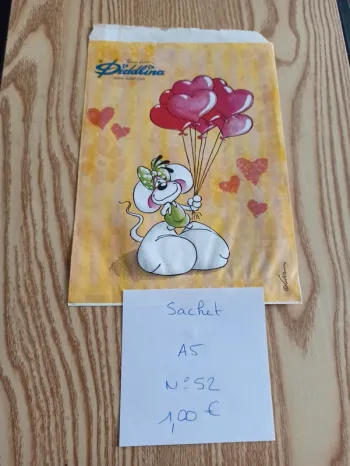 Diddlina
Sachet
A5
N°52
1,00 €